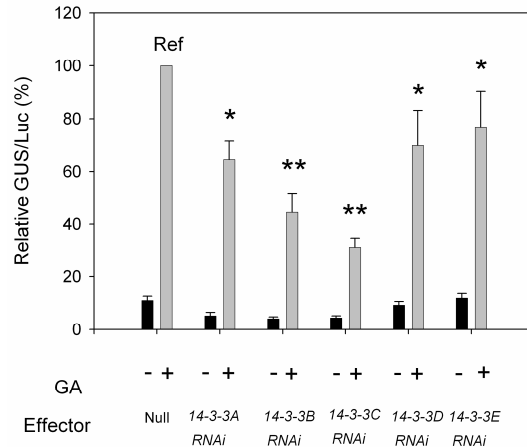 120
Ref
100
*
*
80
*
**
60
**
40
20
0
Relative GUS/Luc (%)
- + - + - + - + - + - +
GA
Effector Null 14-3-3A 14-3-3B 14-3-3C 14-3-3D 14-3-3E
RNAi RNAi RNAi RNAi RNAi